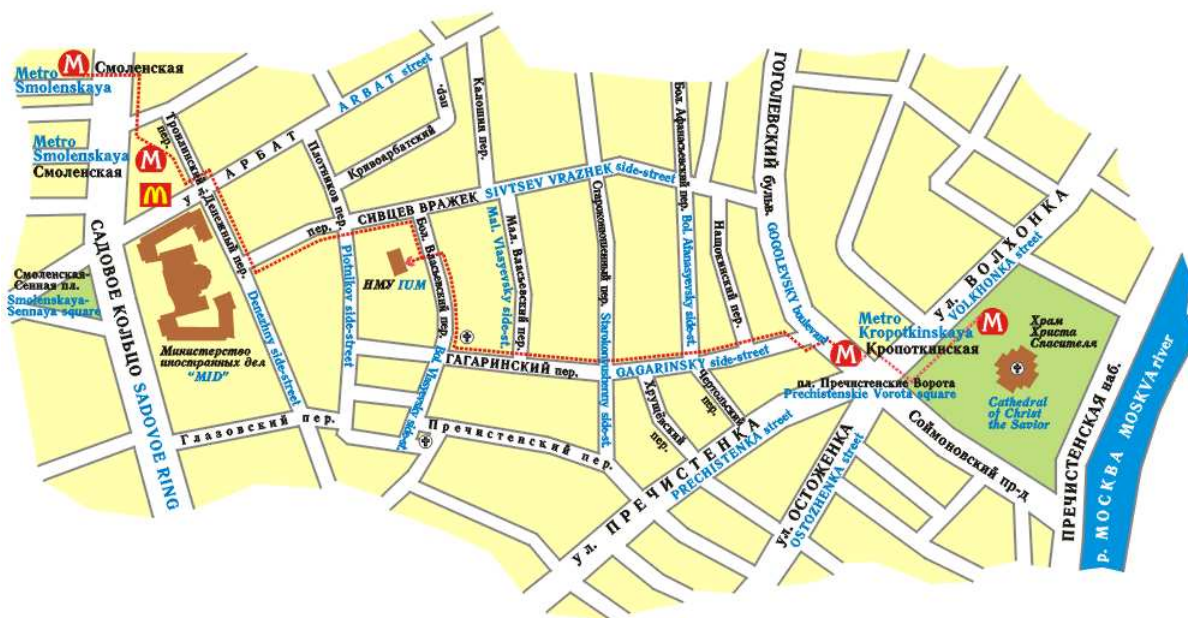 М
Смоленская
Metro
Smolenskaya
Metro
Smolenskaya
Смоленская
М
Троилинский
пер.
ул. АРБАТ
ARBAT street
Плотников пер.
Кривоарбатский
пер.
Калошин пер.
Бол. Афанасьевский пер.
ГОГОЛЕВСКИЙ бульв.
GOGOLEVSKY boulevard
пер. СИВЦЕВ ВРАЖЕК
SIVTSEV VRAZHEK side-street
Денежный пер.
Denezhny side-street
САДОВОЕ КОЛЬЦО
SADOVOE RING
Смоленская-
Сенная пл.
Smolenskaya-
Sennaya square
Министерство
иностранных дел
"MID"
Plotnikov side-street
НМУ IUM
Бол. Власьевский пер.
Bol. Vlasyevsky side-st.
Мал. Власьевский пер.
Mal. Vlasyevsky side-st.
Староконюшенный пер.
Starokonyushenny side-st.
Bol. Afanasyevsky side-st.
Нащокинский пер.
ГАГАРИНСКИЙ пер.
GAGARINSKY side-street
Хрущёвский
пер.
Чертольский
пер.
Глазовский пер.
Пречистенский пер.
ул. ПРЕЧИСТЕНКА
PRECHISTENKA street
ул. ОСТОЖЕНКА
OSTOZHENKA street
Metro
Kropotkinskaya
М
Кропоткинская
М
пл. Пречистенские Ворота
Prechistenskie Vorota square
ул. ВОЛХОНКА
VOLKHONKA street
Храм
Христа
Спасителя
Cathedral
of Christ
the Savior
Соймоновский пр-д
ПРЕЧИСТЕНСКАЯ наб.
р. МОСКВА MOSKVA river